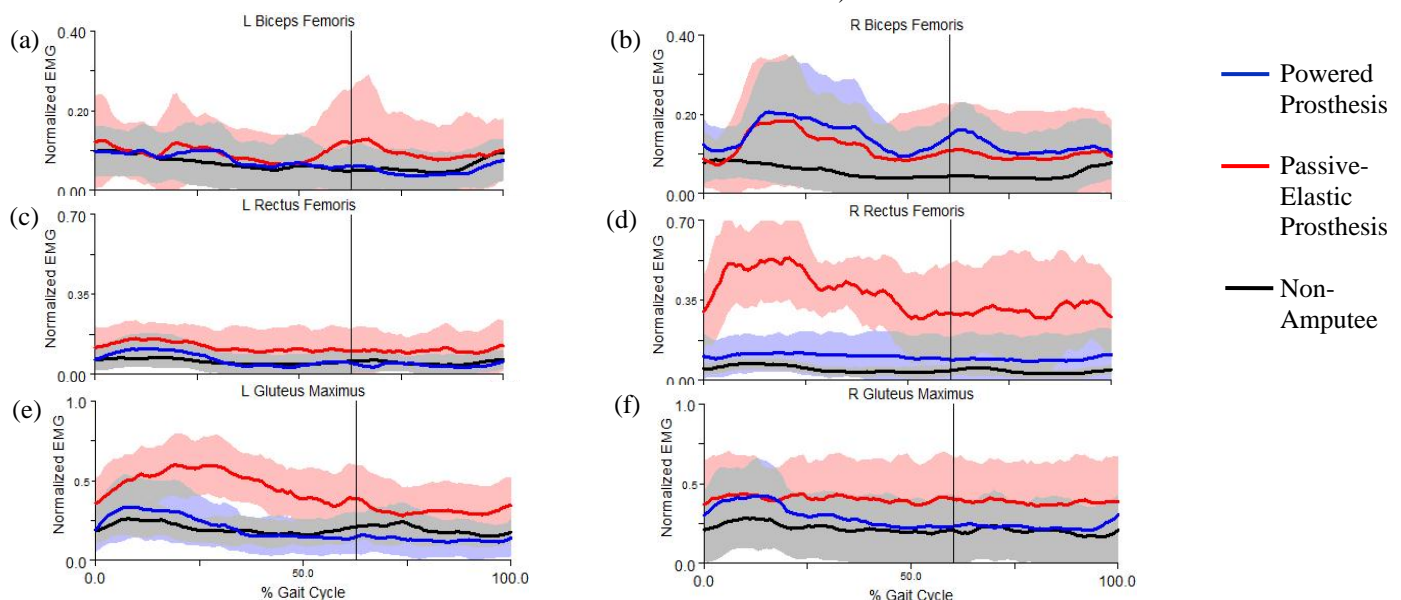 (a)
L Biceps Femoris
Normalized EMG
0.40
0.20
0.00
(b)
R Biceps Femoris
Normalized EMG
0.40
0.20
0.00
(c)
L Rectus Femoris
Normalized EMG
0.70
0.35
0.00
(d)
R Rectus Femoris
Normalized EMG
0.70
0.35
0.00
(e)
L Gluteus Maximus
Normalized EMG
1.0
0.5
0.0
0.0
50.0
100.0
% Gait Cycle
(f)
R Gluteus Maximus
Normalized EMG
1.0
0.5
0.0
0.0
50.0
100.0
% Gait Cycle
Powered
Prosthesis
Passive-
Elastic
Prosthesis
Non-
Amputee